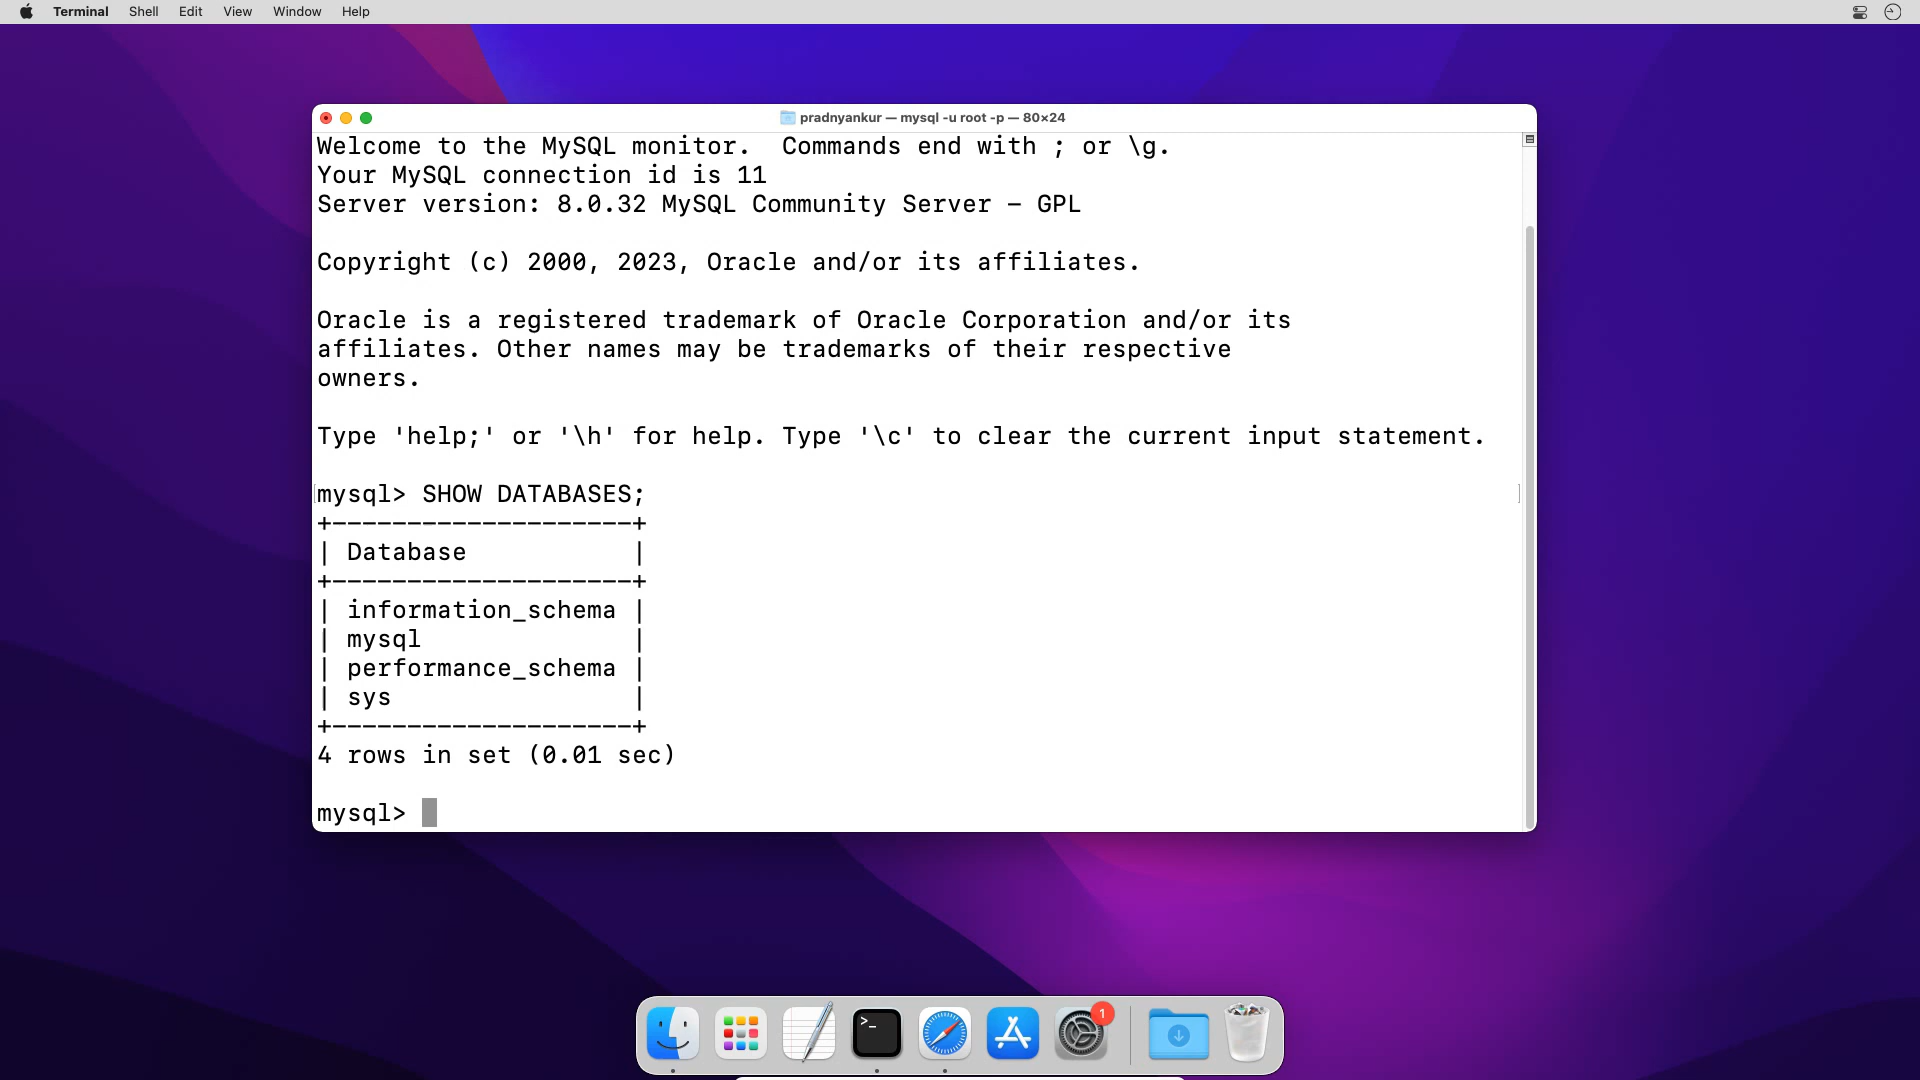 Terminal Shell Edit View Window Help
pradnyankur — mysql -u root -p — 80×24
Welcome to the MySQL monitor.  Commands end with ; or \g.
Your MySQL connection id is 11
Server version: 8.0.32 MySQL Community Server - GPL
Copyright (c) 2000, 2023, Oracle and/or its affiliates.
Oracle is a registered trademark of Oracle Corporation and/or its
affiliates. Other names may be trademarks of their respective
owners.
Type 'help;' or '\h' for help. Type '\c' to clear the current input statement.
mysql> SHOW DATABASES;
+--------------------+
| Database           |
+--------------------+
| information_schema |
| mysql              |
| performance_schema |
| sys                |
+--------------------+
4 rows in set (0.01 sec)
mysql>
>_
1